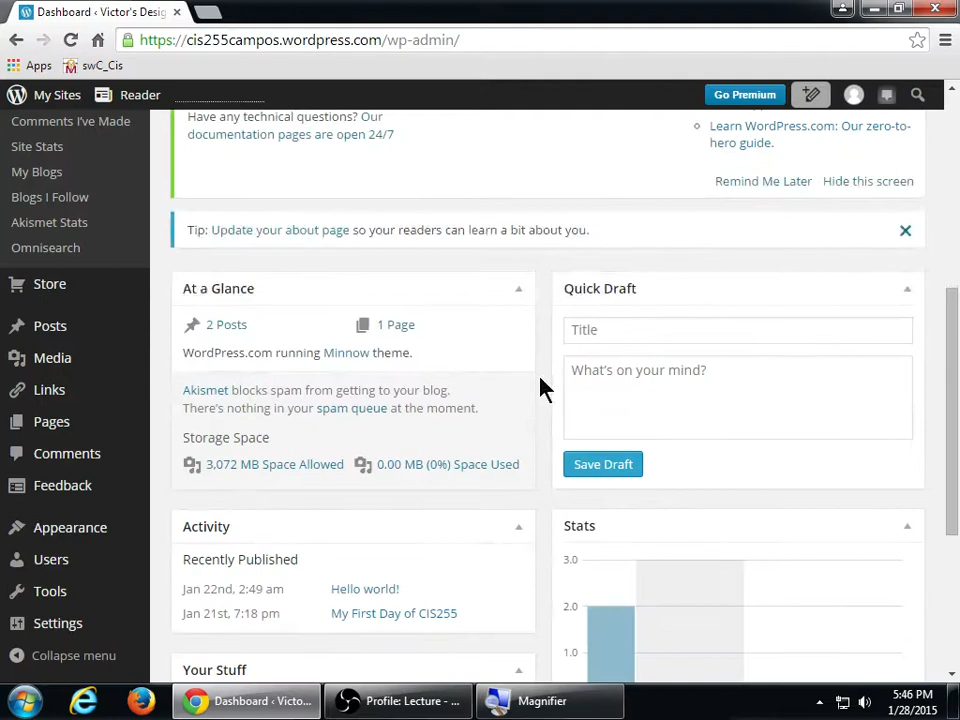 Dashboard ‹ Victor's Desig
https://cis255campos.wordpress.com/wp-admin/
Apps swC_Cis
My Sites Reader Go Premium
Comments I've Made
Site Stats
My Blogs
Blogs I Follow
Akismet Stats
Omnisearch
Store
Posts
Media
Links
Pages
Comments
Feedback
Appearance
Users
Tools
Settings
Collapse menu
Have any technical questions? Our
documentation pages are open 24/7
Learn WordPress.com: Our zero-to-
hero guide.
Remind Me Later Hide this screen
Tip: Update your about page so your readers can learn a bit about you.
At a Glance
2 Posts 1 Page
WordPress.com running Minnow theme.
Akismet blocks spam from getting to your blog.
There's nothing in your spam queue at the moment.
Storage Space
3,072 MB Space Allowed 0.00 MB (0%) Space Used
Quick Draft
Title
What's on your mind?
Save Draft
Activity
Recently Published
Jan 22nd, 2:49 am Hello world!
Jan 21st, 7:18 pm My First Day of CIS255
Your Stuff
Stats
3.0
2.0
1.0
Dashboard ‹ Victo... Profile: Lecture - ... Magnifier
5:46 PM
1/28/2015